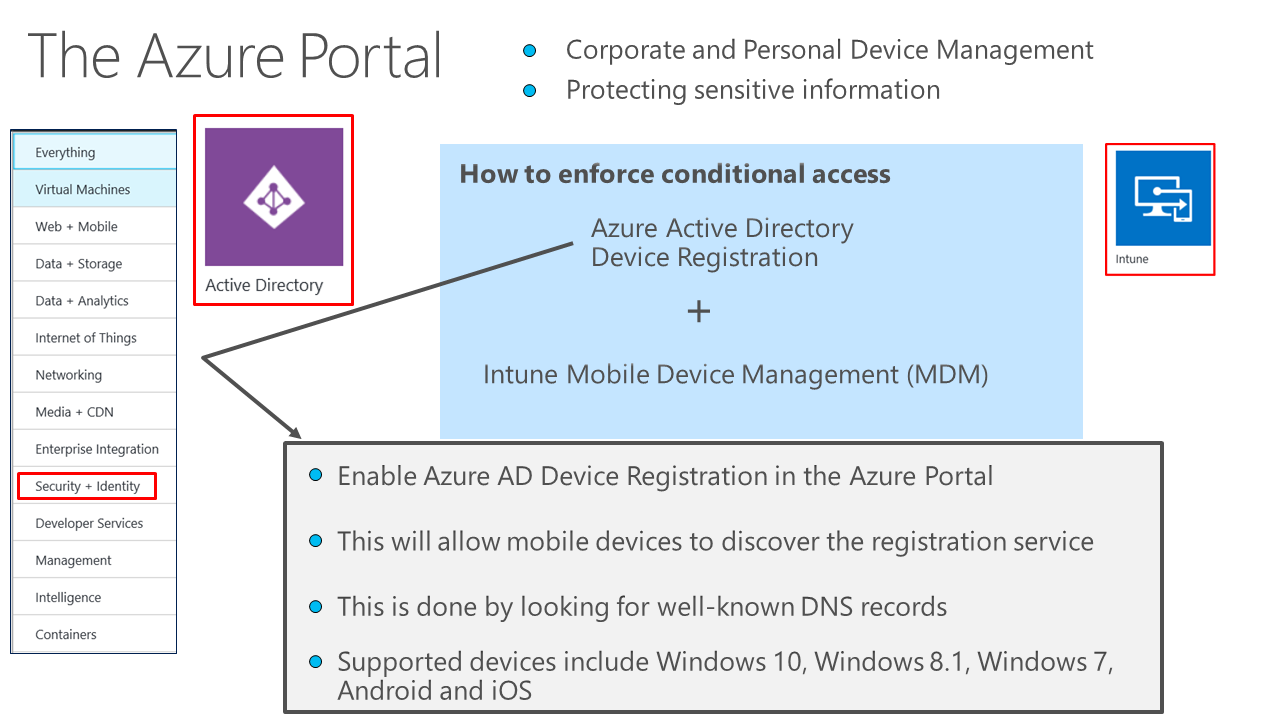 The Azure Portal
Corporate and Personal Device Management
Protecting sensitive information
Everything
Virtual Machines
Web + Mobile
Data + Storage
Data + Analytics
Internet of Things
Networking
Media + CDN
Enterprise Integration
Security + Identity
Developer Services
Management
Intelligence
Containers
Active Directory
How to enforce conditional access
Azure Active Directory
Device Registration
+
Intune Mobile Device Management (MDM)
Intune
Enable Azure AD Device Registration in the Azure Portal
This will allow mobile devices to discover the registration service
This is done by looking for well-known DNS records
Supported devices include Windows 10, Windows 8.1, Windows 7,
Android and iOS